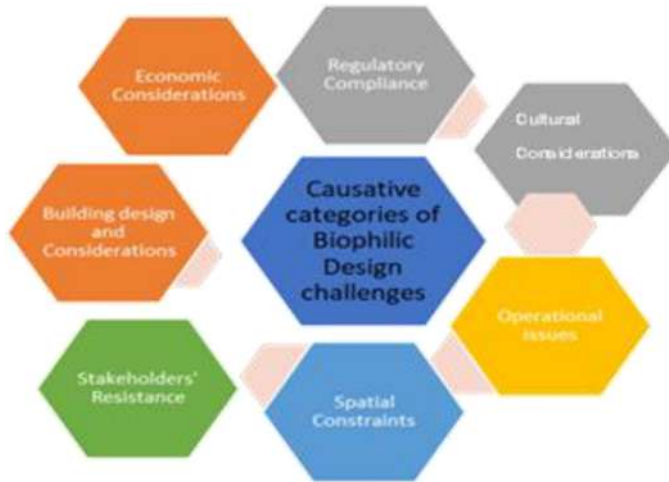 Economic
Considerations
Regulatory
Compliance
Cultural
Considerations
Building design
and
Considerations
Causative
categories of
Biophilic
Design
challenges
Operational
issues
Stakeholders'
Resistance
Spatial
Constraints